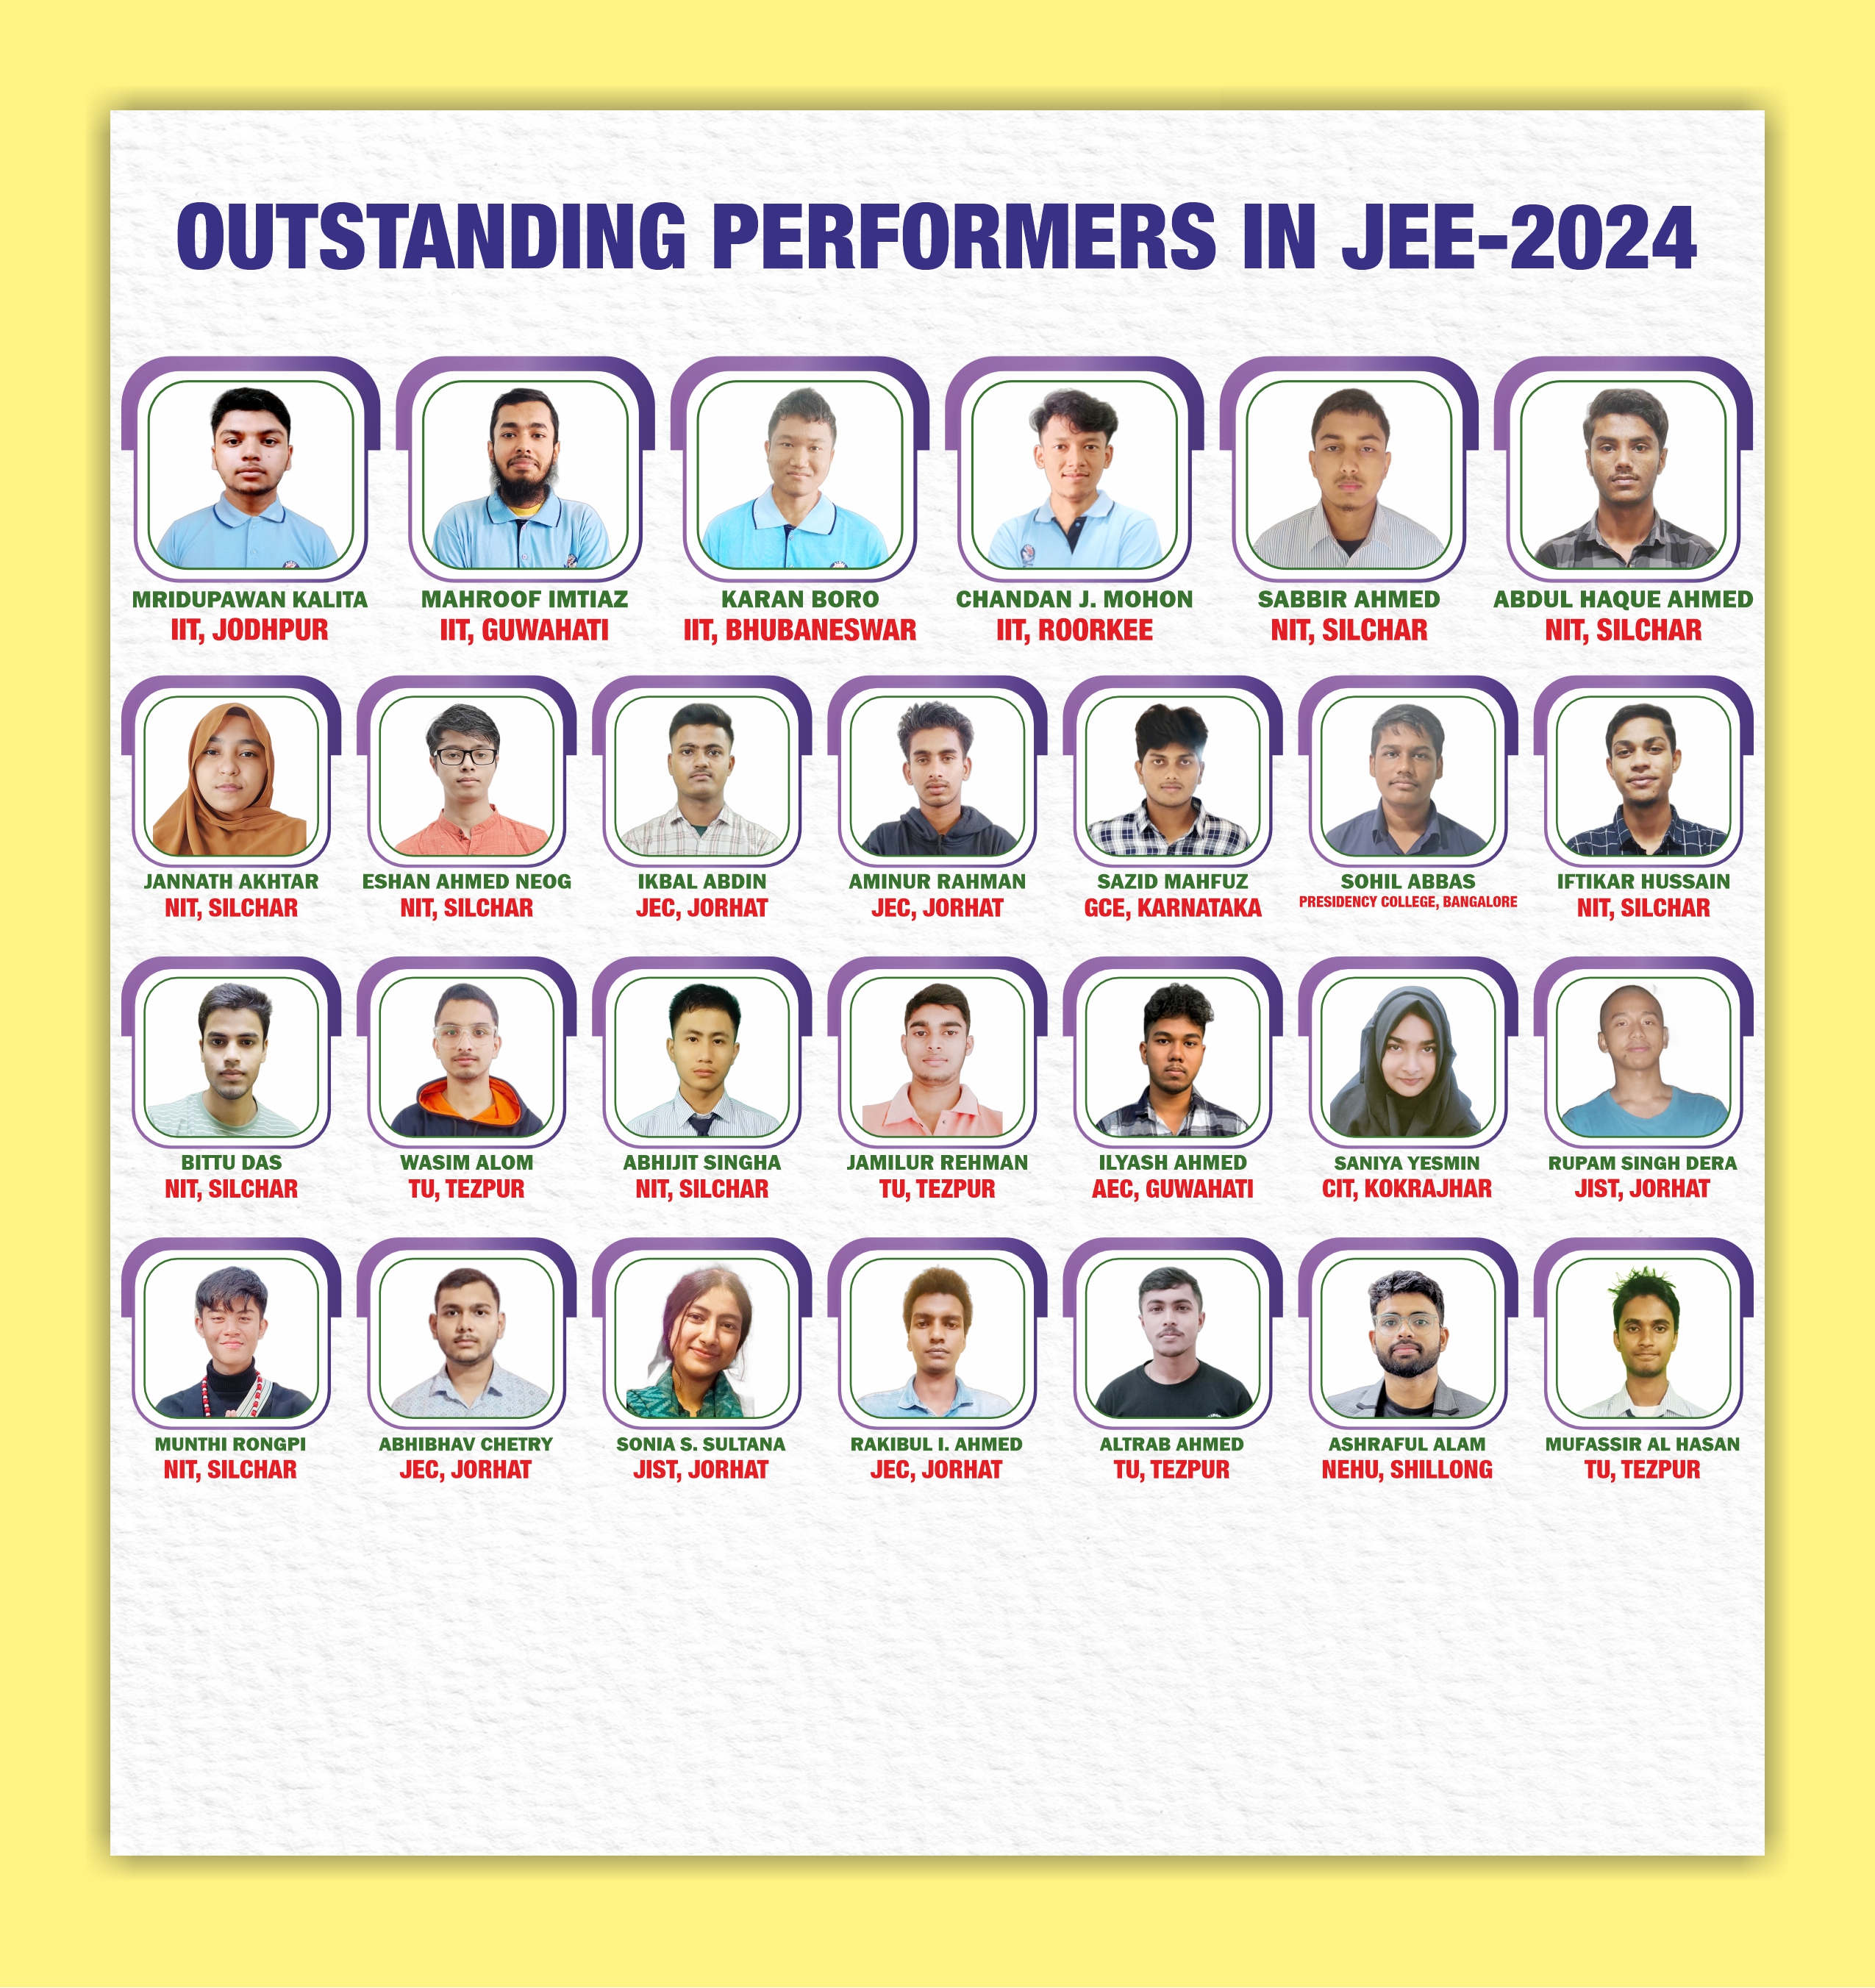 OUTSTANDING PERFORMERS IN JEE-2024
MRIDUPAWAN KALITA
IIT, JODHPUR
MAHROOF IMTIAZ
IIT, GUWAHATI
KARAN BORO
IIT, BHUBANESWAR
CHANDAN J. MOHON
IIT, ROORKEE
SABBIR AHMED
NIT, SILCHAR
ABDUL HAQUE AHMED
NIT, SILCHAR
JANNATH AKHTAR
NIT, SILCHAR
ESHAN AHMED NEOG
NIT, SILCHAR
IKBAL ABDIN
JEC, JORHAT
AMINUR RAHMAN
JEC, JORHAT
SAZID MAHFUZ
GCE, KARNATAKA
SOHIL ABBAS
PRESIDENCY COLLEGE, BANGALORE
IFTIKAR HUSSAIN
NIT, SILCHAR
BITTU DAS
NIT, SILCHAR
WASIM ALOM
TU, TEZPUR
ABHIJIT SINGHA
NIT, SILCHAR
JAMILUR REHMAN
TU, TEZPUR
ILYASH AHMED
AEC, GUWAHATI
SANIYA YESMIN
CIT, KOKRAJHAR
RUPAM SINGH DERA
JIST, JORHAT
MUNTHI RONGPI
NIT, SILCHAR
ABHIBHAV CHETRY
JEC, JORHAT
SONIA S. SULTANA
JIST, JORHAT
RAKIBUL I. AHMED
JEC, JORHAT
ALTRAB AHMED
TU, TEZPUR
ASHRAFUL ALAM
NEHU, SHILLONG
MUFASSIR AL HASAN
TU, TEZPUR